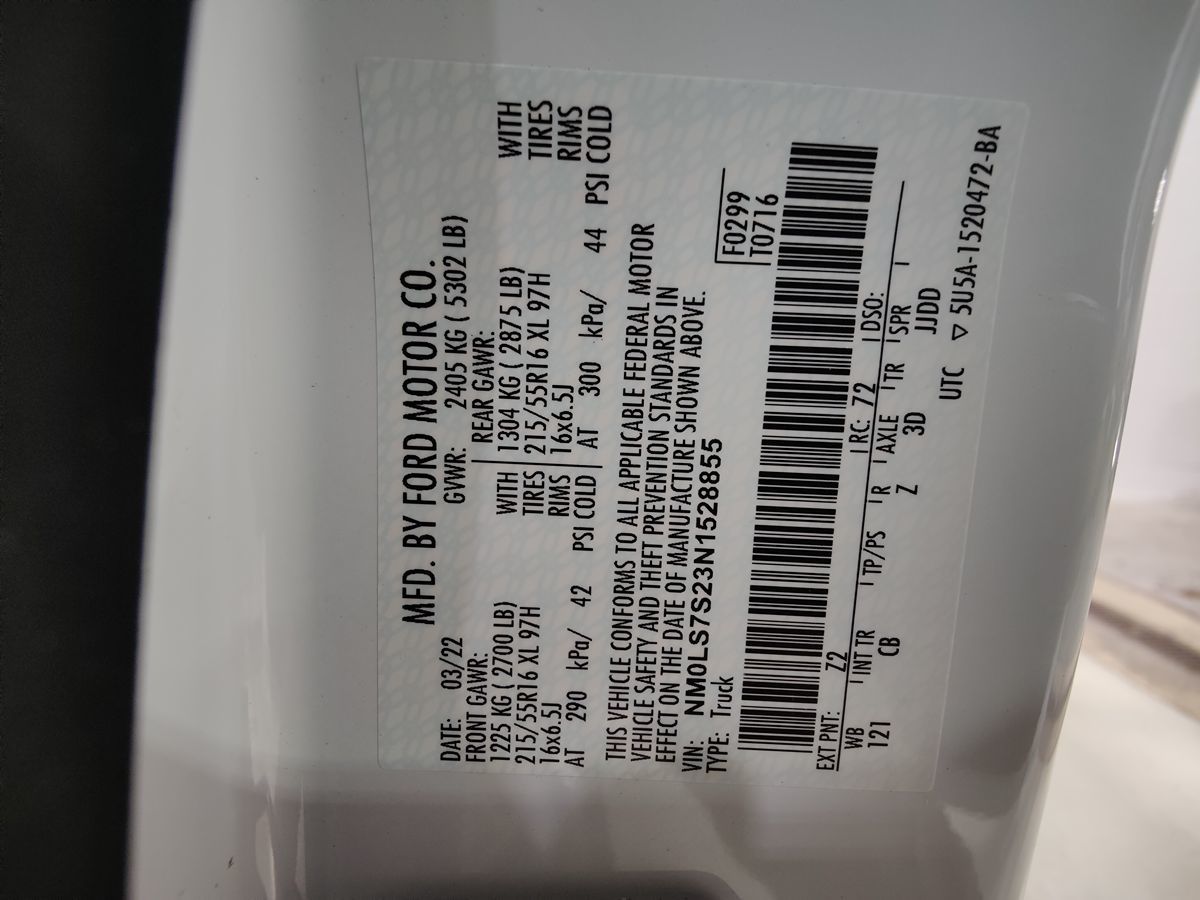 MFD. BY FORD MOTOR CO.
DATE: 03/22 GVWR: 2405 KG ( 5302 LB)
FRONT GAWR: REAR GAWR:
1225 KG ( 2700 LB) WITH 1304 KG ( 2875 LB) WITH
215/55R16 XL 97H TIRES 215/55R16 XL 97H TIRES
16x6.5J RIMS 16x6.5J RIMS
AT 290 kPa/ 42 PSI COLD AT 300 kPa/ 44 PSI COLD
THIS VEHICLE CONFORMS TO ALL APPLICABLE FEDERAL MOTOR
VEHICLE SAFETY AND THEFT PREVENTION STANDARDS IN
EFFECT ON THE DATE OF MANUFACTURE SHOWN ABOVE.
VIN: NM0LS7S23N1528855 F0299
TYPE: Truck T0716
EXT PNT: Z2 RC: 72 DSO:
WB INT TR TP/PS R AXLE TR SPR
121 CB Z 3D JJDD
UTC ▽ 5U5A-1520472-BA